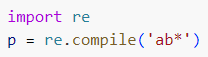 import re
p = re.compile('ab*')